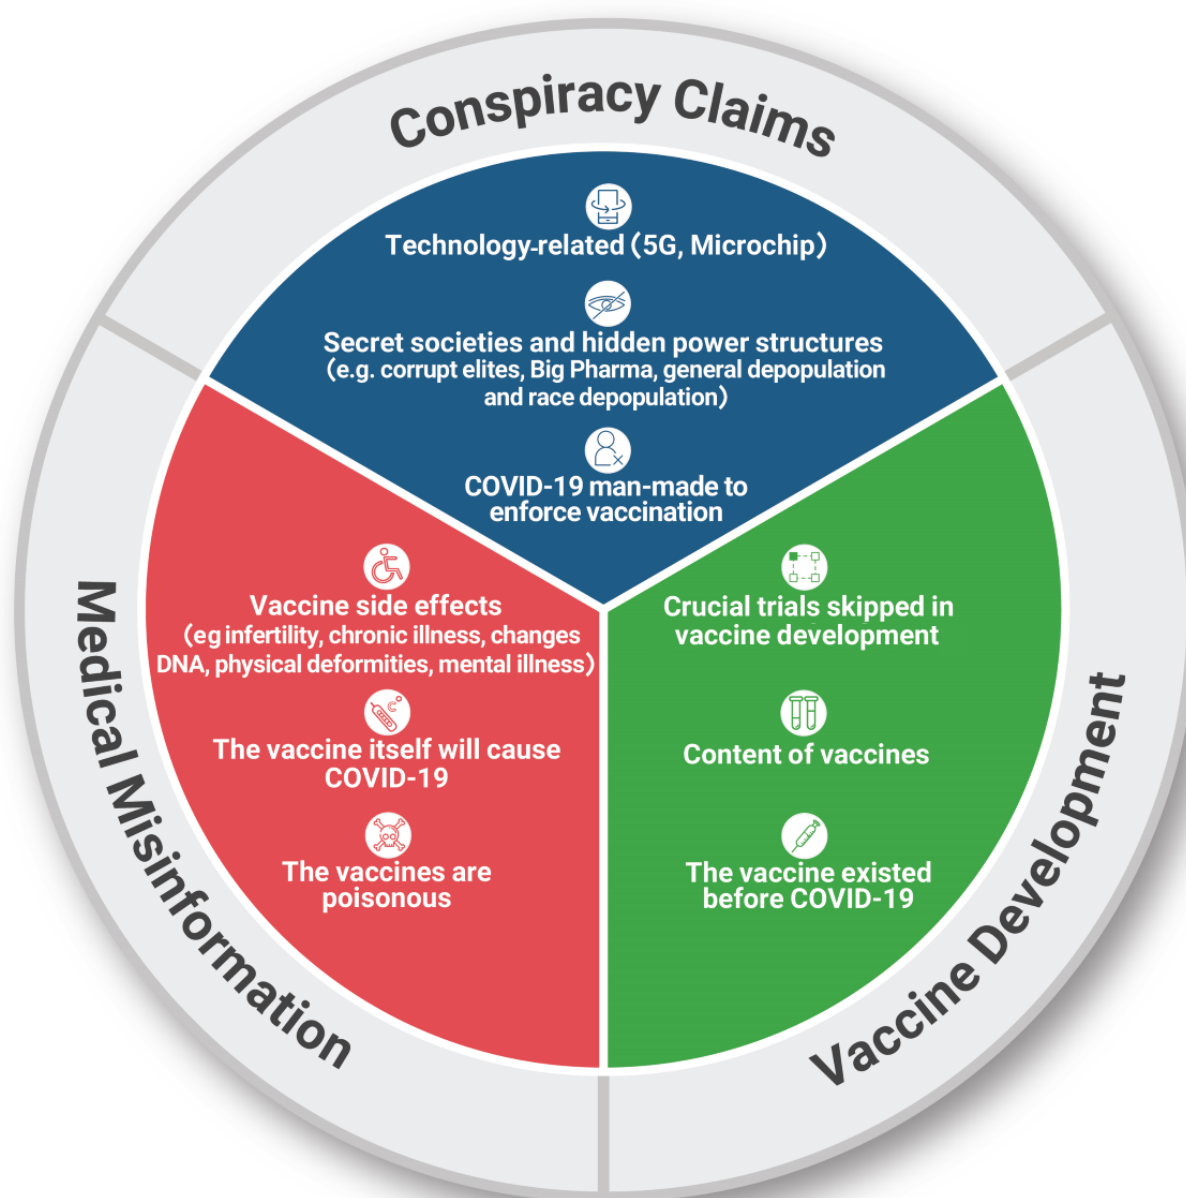 Conspiracy Claims
Technology-related (5G, Microchip)
Secret societies and hidden power structures
(e.g. corrupt elites, Big Pharma, general depopulation
and race depopulation)
COVID-19 man-made to
enforce vaccination
Medical Misinformation
Vaccine side effects
(eg infertility, chronic illness, changes
DNA, physical deformities, mental illness)
The vaccine itself will cause
COVID-19
The vaccines are
poisonous
Vaccine Development
Crucial trials skipped in
vaccine development
Content of vaccines
The vaccine existed
before COVID-19